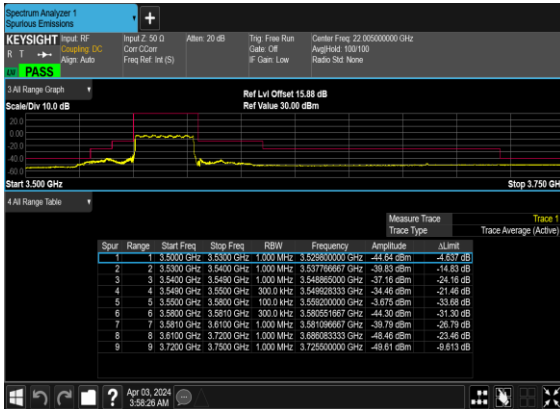 Spectrum Analyzer 1
Spurious Emissions
+
KEYSIGHT Input: RF Input Z: 50 Ω Atten: 20 dB Trig: Free Run Center Freq: 22.005000000 GHz
R T Coupling: DC Corr CCorr Gate: Off Avg|Hold: 100/100
Align: Auto Freq Ref: Int (S) IF Gain: Low Radio Std: None
PASS
3 All Range Graph
Ref Lvl Offset 15.88 dB
Scale/Div 10.0 dB Ref Value 30.00 dBm
20.0
0.00
-20.0
-40.0
-60.0
Start 3.500 GHz Stop 3.750 GH
4 All Range Table
Measure Trace Trace 1
Trace Type Trace Average (Active)
Spur Range Start Freq Stop Freq RBW Frequency Amplitude ΔLimit
1 1 3.5000 GHz 3.5300 GHz 1.000 MHz 3.529800000 GHz -44.64 dBm -4.637 dB
2 2 3.5300 GHz 3.5400 GHz 1.000 MHz 3.537766667 GHz -39.83 dBm -14.83 dB
3 3 3.5400 GHz 3.5490 GHz 1.000 MHz 3.548865000 GHz -37.16 dBm -24.16 dB
4 4 3.5490 GHz 3.5500 GHz 300.0 kHz 3.549928333 GHz -34.46 dBm -21.46 dB
5 5 3.5500 GHz 3.5800 GHz 100.0 kHz 3.559200000 GHz -3.675 dBm -33.68 dB
6 6 3.5800 GHz 3.5810 GHz 300.0 kHz 3.580551667 GHz -44.30 dBm -31.30 dB
7 7 3.5810 GHz 3.6100 GHz 1.000 MHz 3.581096667 GHz -39.79 dBm -26.79 dB
8 8 3.6100 GHz 3.7200 GHz 1.000 MHz 3.686083333 GHz -48.46 dBm -23.46 dB
9 9 3.7200 GHz 3.7500 GHz 1.000 MHz 3.725500000 GHz -49.61 dBm -9.613 dB
? Apr 03, 2024
3:58:26 AM